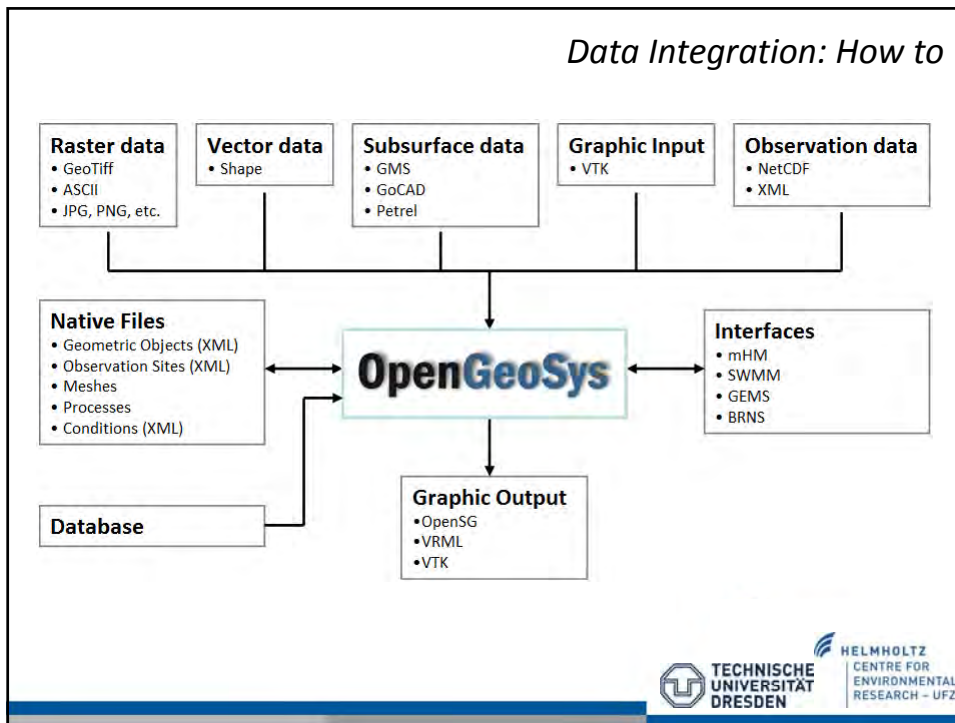 Data Integration: How to
Raster data
• GeoTiff
• ASCII
• JPG, PNG, etc.
Vector data
• Shape
Subsurface data
• GMS
• GoCAD
• Petrel
Graphic Input
• VTK
Observation data
• NetCDF
• XML
Native Files
• Geometric Objects (XML)
• Observation Sites (XML)
• Meshes
• Processes
• Conditions (XML)
OpenGeoSys
Interfaces
• mHM
• SWMM
• GEMS
• BRNS
Database
Graphic Output
•OpenSG
•VRML
•VTK
TECHNISCHE
UNIVERSITÄT
DRESDEN
HELMHOLTZ
CENTRE FOR
ENVIRONMENTAL
RESEARCH – UFZ